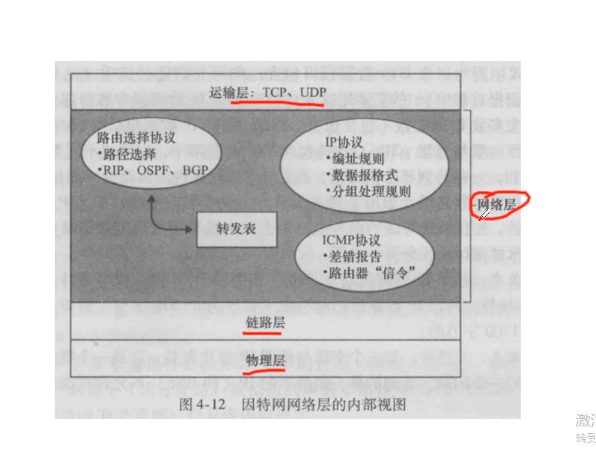 运输层：TCP、UDP
路由选择协议
•路径选择
•RIP、OSPF、BGP
IP协议
•编址规则
•数据报格式
•分组处理规则
网络层
转发表
ICMP协议
•差错报告
•路由器“信令”
链路层
物理层
图 4-12 因特网网络层的内部视图
转到